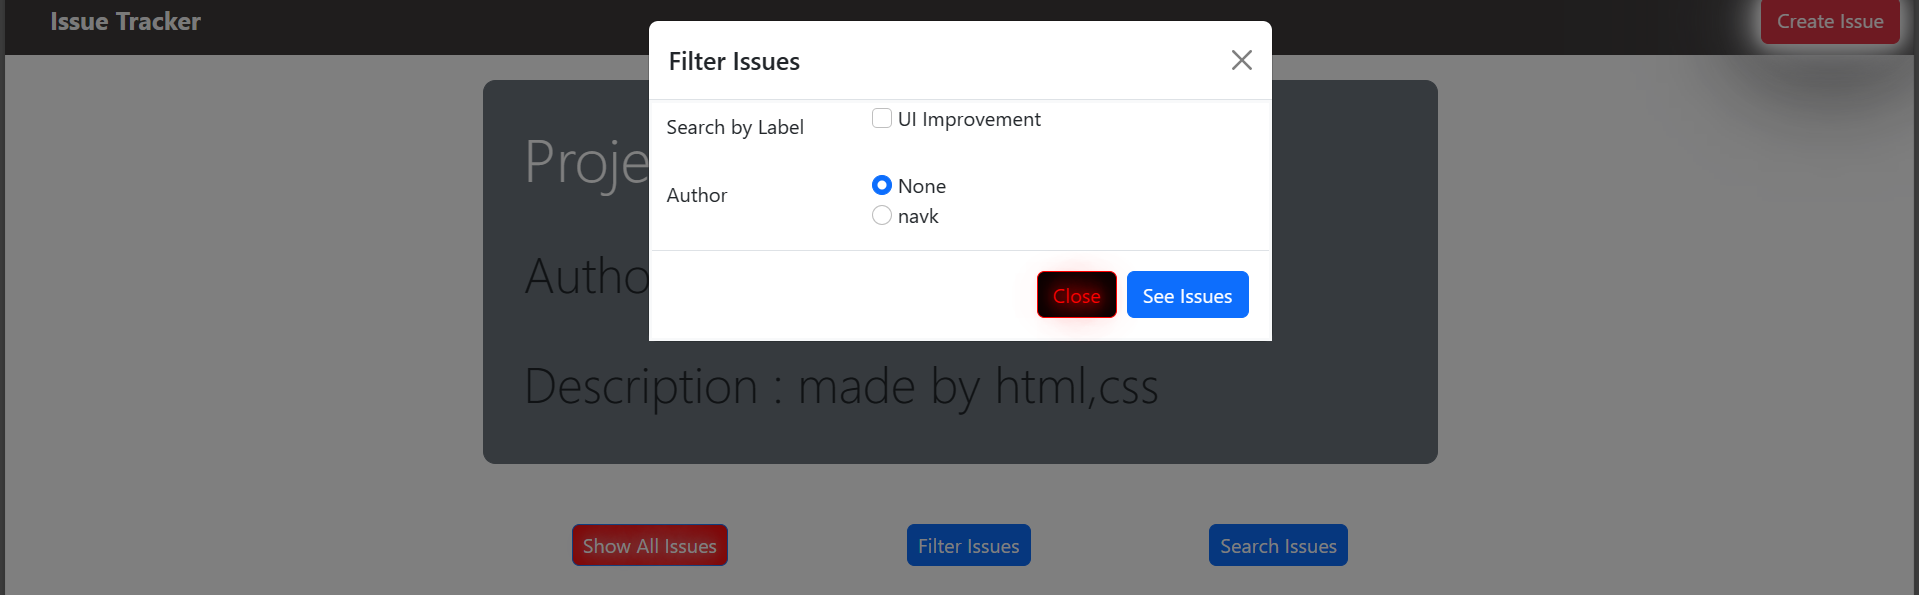 Issue Tracker
Create Issue
Filter Issues
Search by Label
UI Improvement
Author
None
navk
Close
See Issues
Proje
Autho
Description : made by html,css
Show All Issues
Filter Issues
Search Issues